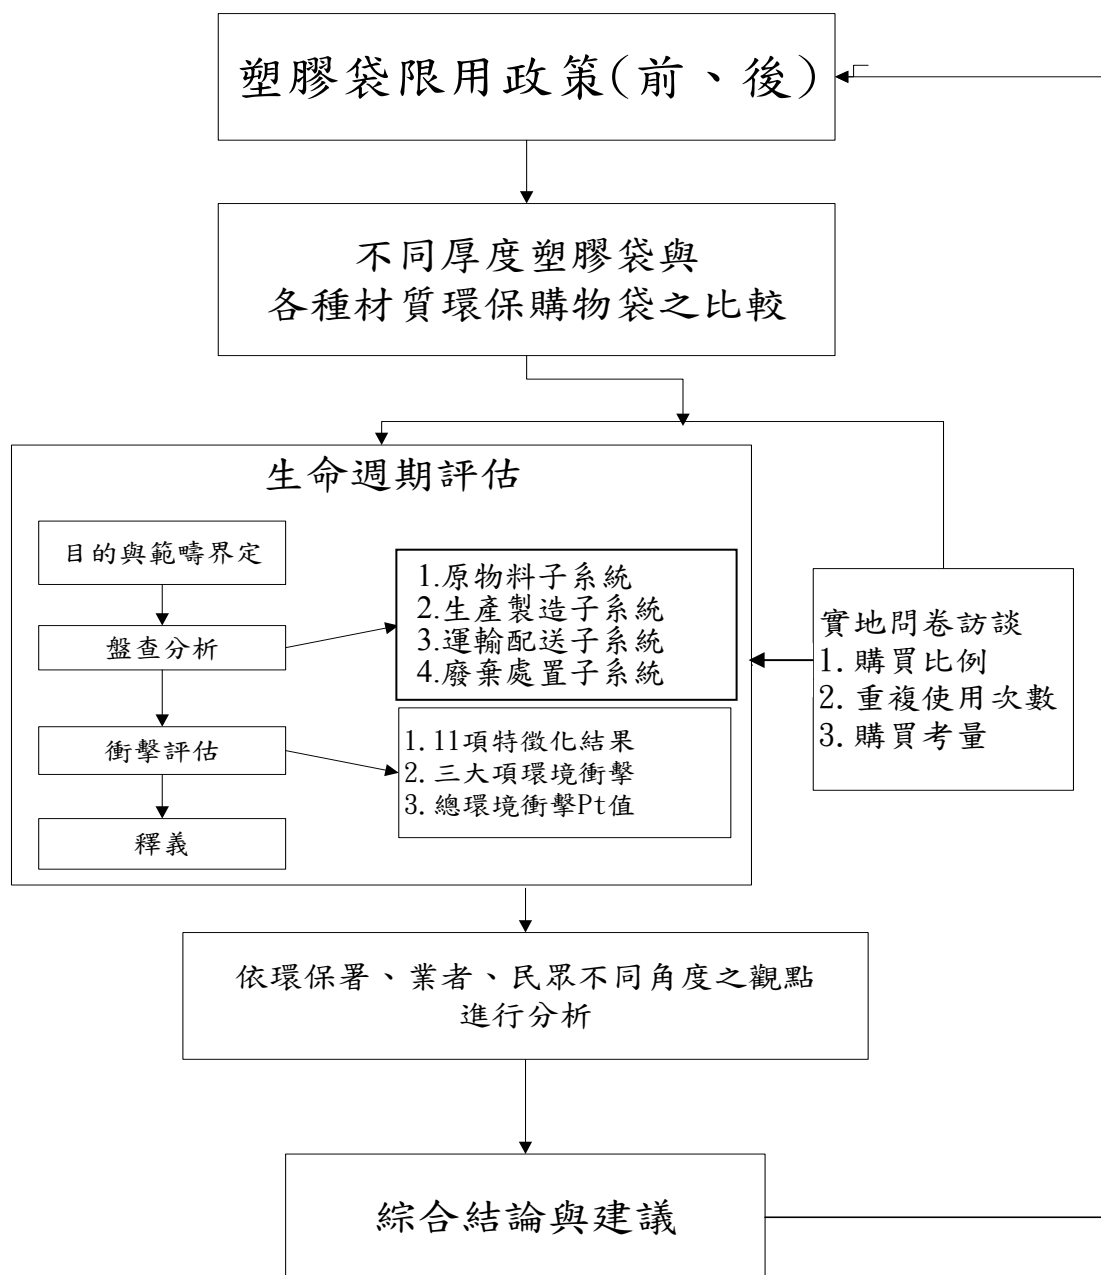 塑膠袋限用政策(前、後)
不同厚度塑膠袋與
各種材質環保購物袋之比較
生命週期評估
目的與範疇界定
盤查分析
衝擊評估
釋義
1.原物料子系統
2.生產製造子系統
3.運輸配送子系統
4.廢棄處置子系統
1.11項特徵化結果
2.三大項環境衝擊
3.總環境衝擊Pt值
實地問卷訪談
1.購買比例
2.重複使用次數
3.購買考量
依環保署、業者、民眾不同角度之觀點
進行分析
綜合結論與建議